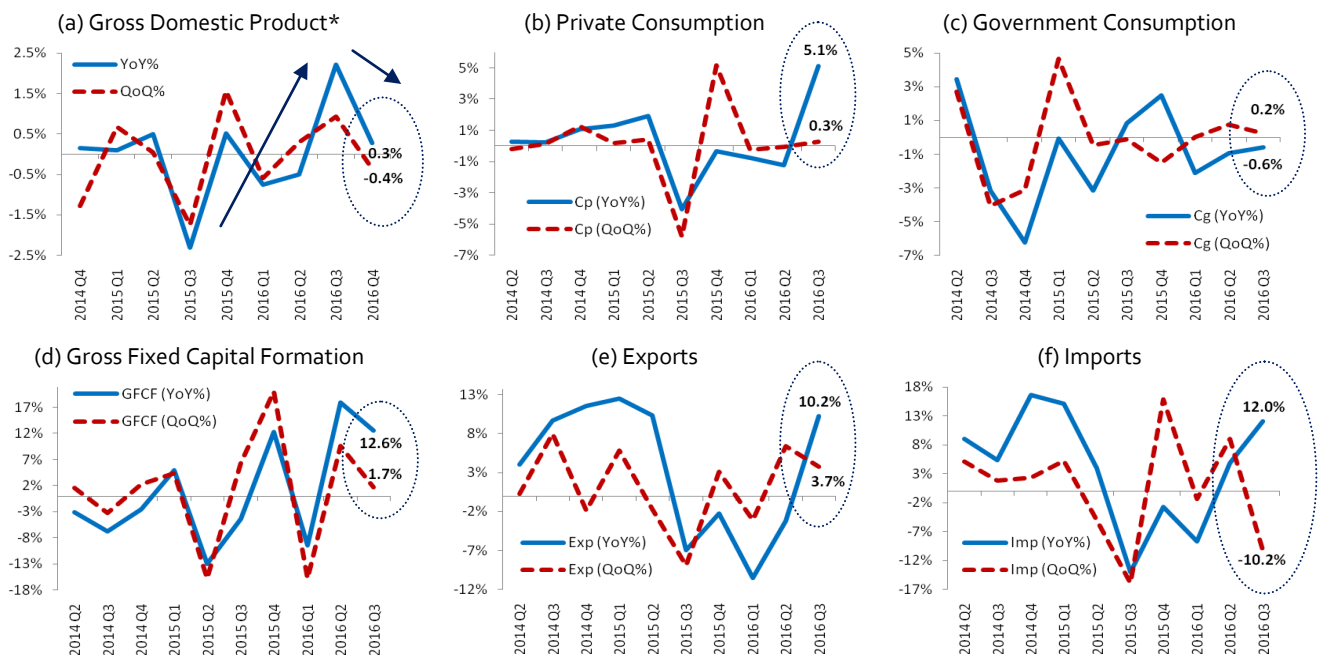 (a) Gross Domestic Product*
2.5%
1.5%
0.5%
-0.5%
-1.5%
-2.5%
YoY%
QoQ%
0.3%
-0.4%
2014 Q4
2015 Q1
2015 Q2
2015 Q3
2015 Q4
2016 Q1
2016 Q2
2016 Q3
2016 Q4
(b) Private Consumption
5%
3%
1%
-1%
-3%
-5%
-7%
5.1%
0.3%
Cp (YoY%)
Cp (QoQ%)
2014 Q2
2014 Q3
2014 Q4
2015 Q1
2015 Q2
2015 Q3
2015 Q4
2016 Q1
2016 Q2
2016 Q3
(c) Government Consumption
5%
3%
1%
-1%
-3%
-5%
-7%
0.2%
-0.6%
Cg (YoY%)
Cg (QoQ%)
2014 Q2
2014 Q3
2014 Q4
2015 Q1
2015 Q2
2015 Q3
2015 Q4
2016 Q1
2016 Q2
2016 Q3
(d) Gross Fixed Capital Formation
17%
12%
7%
2%
-3%
-8%
-13%
-18%
GFCF (YoY%)
GFCF (QoQ%)
12.6%
1.7%
2014 Q2
2014 Q3
2014 Q4
2015 Q1
2015 Q2
2015 Q3
2015 Q4
2016 Q1
2016 Q2
2016 Q3
(e) Exports
13%
8%
3%
-2%
-7%
-12%
10.2%
3.7%
Exp (YoY%)
Exp (QoQ%)
2014 Q2
2014 Q3
2014 Q4
2015 Q1
2015 Q2
2015 Q3
2015 Q4
2016 Q1
2016 Q2
2016 Q3
(f) Imports
18%
13%
8%
3%
-2%
-7%
-12%
-17%
12.0%
-10.2%
Imp (YoY%)
Imp (QoQ%)
2014 Q2
2014 Q3
2014 Q4
2015 Q1
2015 Q2
2015 Q3
2015 Q4
2016 Q1
2016 Q2
2016 Q3